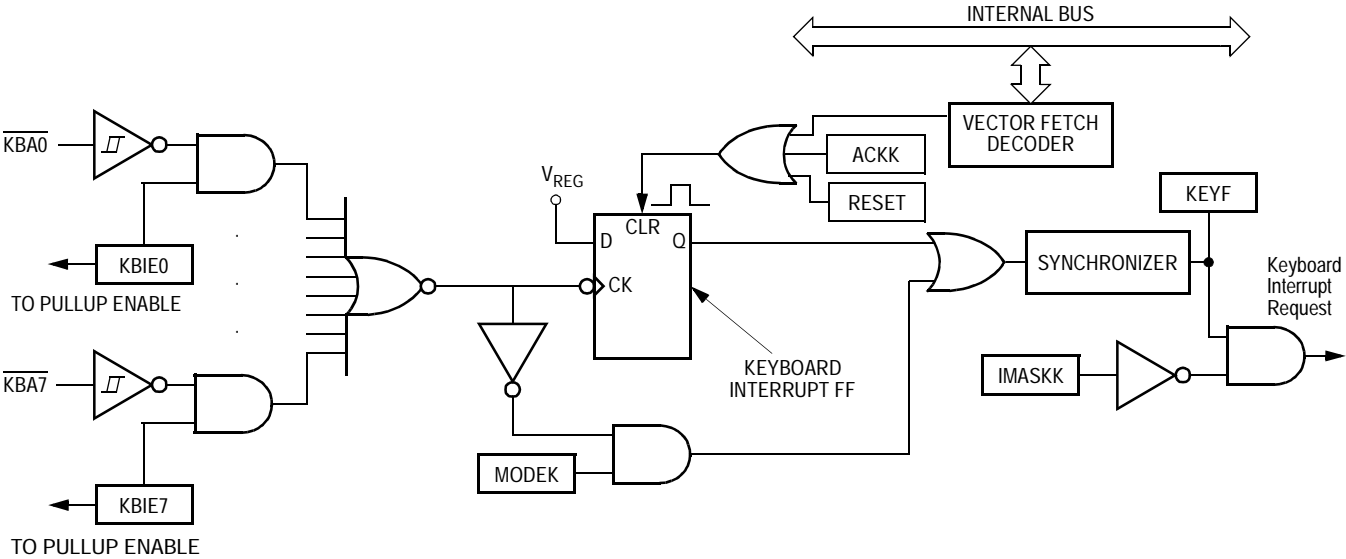 INTERNAL BUS
VECTOR FETCH
DECODER
ACKK
RESET
KBA0
KBIE0
TO PULLUP ENABLE
VREG
CLR
D
Q
CK
KEYF
SYNCHRONIZER
Keyboard
Interrupt
Request
KEYBOARD
INTERRUPT FF
IMASKK
KBA7
MODEK
KBIE7
TO PULLUP ENABLE